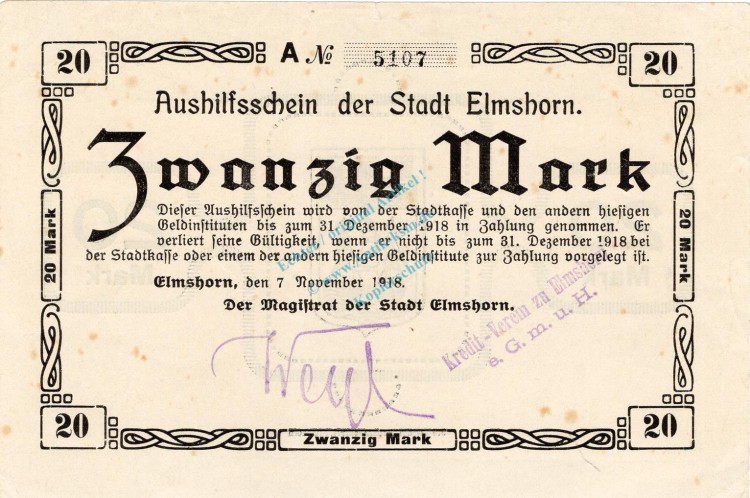 20
A № 5107
20
Aushilfsschein der Stadt Elmshorn.
Zwanzig Mark
Dieser Aushilfsschein wird von der Stadtkasse und den andern hiesigen
Geldinstituten bis zum 31. Dezember 1918 in Zahlung genommen. Er
verliert seine Gültigkeit, wenn er nicht bis zum 31. Dezember 1918 bei
der Stadtkasse oder einem der andern hiesigen Geldinstitute zur Zahlung vorgelegt ist.
Elmshorn, den 7 November 1918.
Der Magistrat der Stadt Elmshorn.
Kredit-Verein zu Elmshorn
e. G. m. u. H.
20 Mark
20 Mark
20
Zwanzig Mark
20